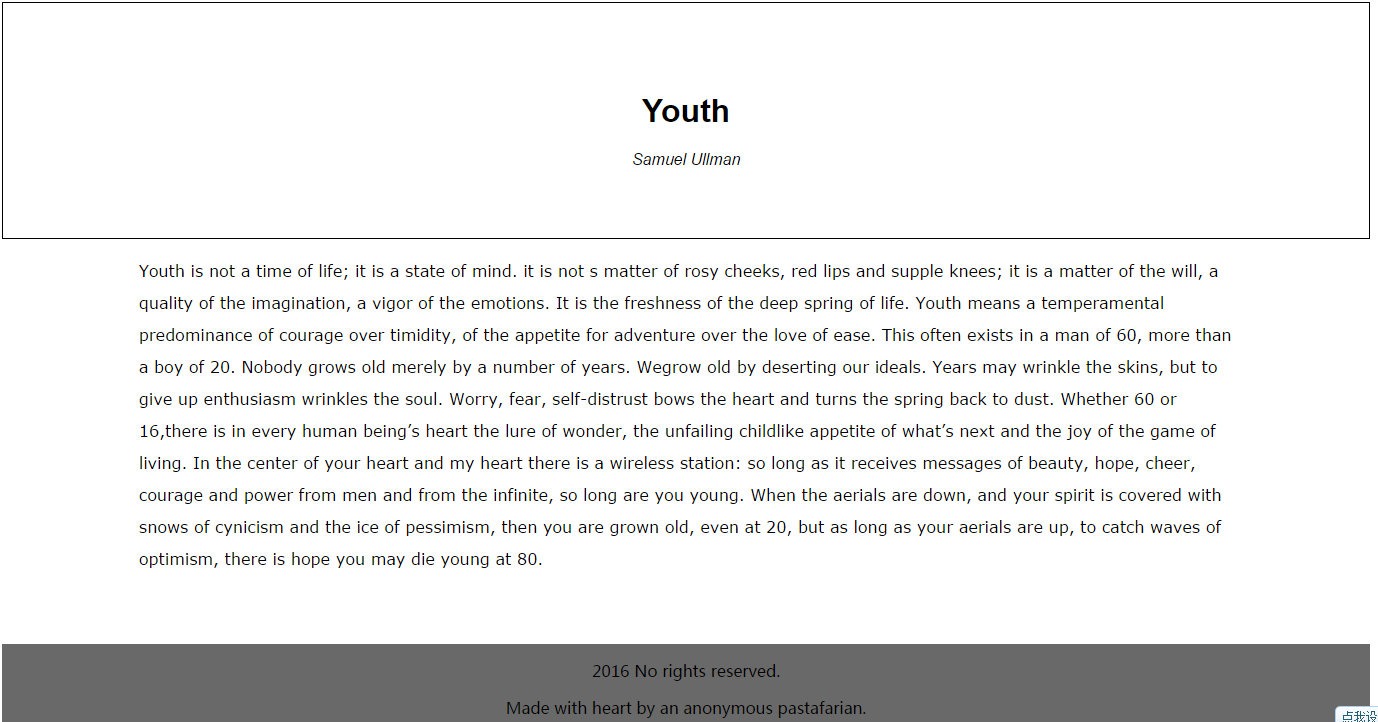 Youth
Samuel Ullman
Youth is not a time of life; it is a state of mind. it is not s matter of rosy cheeks, red lips and supple knees; it is a matter of the will, a
quality of the imagination, a vigor of the emotions. It is the freshness of the deep spring of life. Youth means a temperamental
predominance of courage over timidity, of the appetite for adventure over the love of ease. This often exists in a man of 60, more than
a boy of 20. Nobody grows old merely by a number of years. Wegrow old by deserting our ideals. Years may wrinkle the skins, but to
give up enthusiasm wrinkles the soul. Worry, fear, self-distrust bows the heart and turns the spring back to dust. Whether 60 or
16,there is in every human being’s heart the lure of wonder, the unfailing childlike appetite of what’s next and the joy of the game of
living. In the center of your heart and my heart there is a wireless station: so long as it receives messages of beauty, hope, cheer,
courage and power from men and from the infinite, so long are you young. When the aerials are down, and your spirit is covered with
snows of cynicism and the ice of pessimism, then you are grown old, even at 20, but as long as your aerials are up, to catch waves of
optimism, there is hope you may die young at 80.
2016 No rights reserved.
Made with heart by an anonymous pastafarian.
点我设